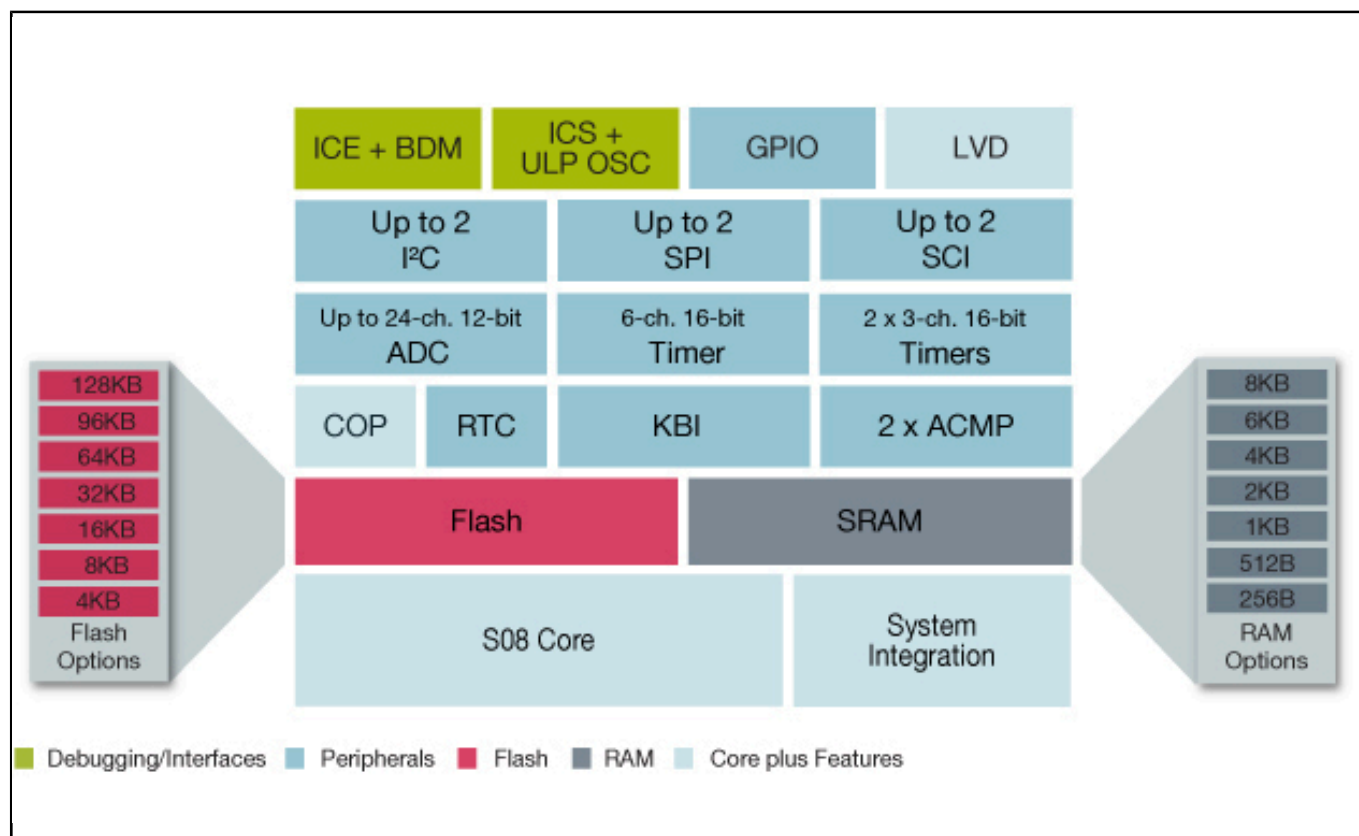 ICE + BDM
ICS +
ULP OSC
GPIO
LVD
Up to 2
I²C
Up to 2
SPI
Up to 2
SCI
Up to 24-ch. 12-bit
ADC
6-ch. 16-bit
Timer
2 x 3-ch. 16-bit
Timers
COP
RTC
KBI
2 x ACMP
Flash
SRAM
S08 Core
System
Integration
128KB
96KB
64KB
32KB
16KB
8KB
4KB
Flash
Options
8KB
6KB
4KB
2KB
1KB
512B
256B
RAM
Options
Debugging/Interfaces
Peripherals
Flash
RAM
Core plus Features